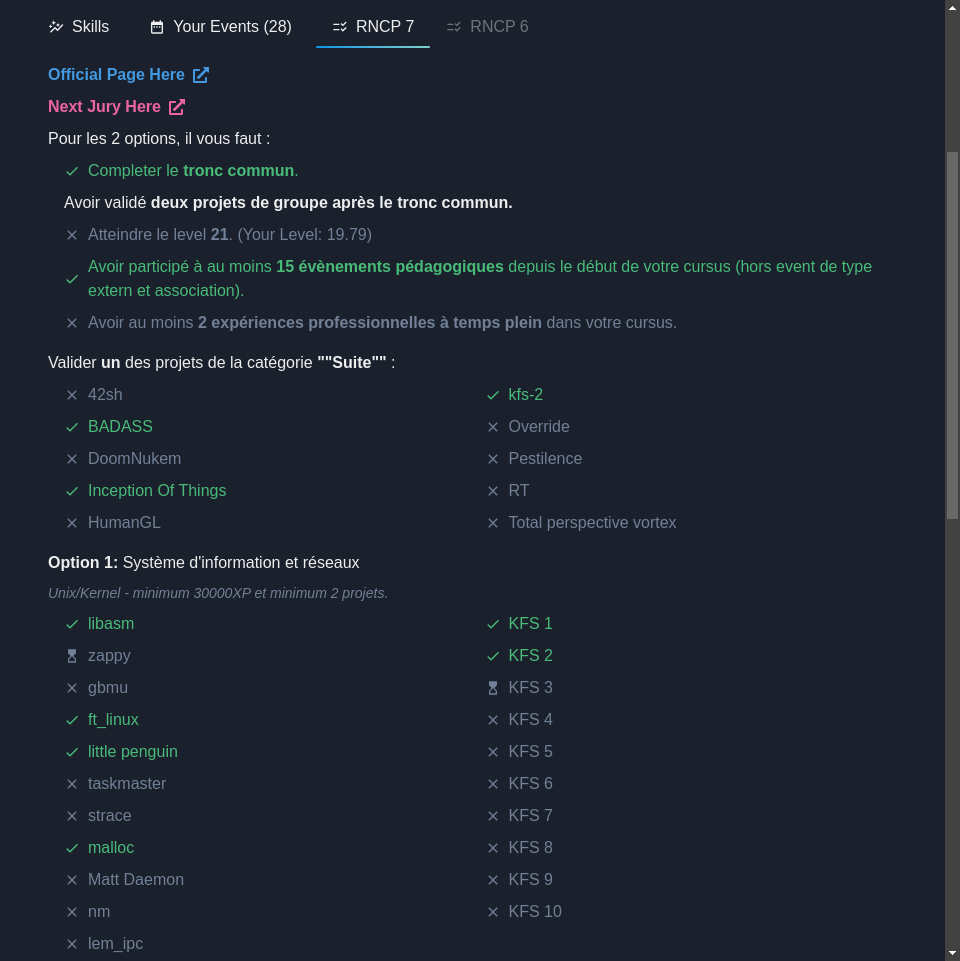 Skills Your Events (28) RNCP 7 RNCP 6
Official Page Here
Next Jury Here
Pour les 2 options, il vous faut :
Completer le tronc commun.
Avoir validé deux projets de groupe après le tronc commun.
Atteindre le level 21. (Your Level: 19.79)
Avoir participé à au moins 15 évènements pédagogiques depuis le début de votre cursus (hors event de type
extern et association).
Avoir au moins 2 expériences professionnelles à temps plein dans votre cursus.
Valider un des projets de la catégorie ""Suite"" :
42sh kfs-2
BADASS Override
DoomNukem Pestilence
Inception Of Things RT
HumanGL Total perspective vortex
Option 1: Système d'information et réseaux
Unix/Kernel - minimum 30000XP et minimum 2 projets.
libasm KFS 1
zappy KFS 2
gbmu KFS 3
ft_linux KFS 4
little penguin KFS 5
taskmaster KFS 6
strace KFS 7
malloc KFS 8
Matt Daemon KFS 9
nm KFS 10
lem_ipc